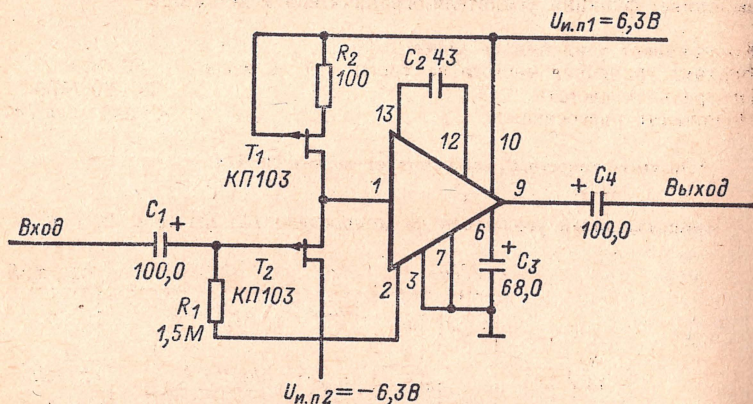 Uи.п1=6,3В
R2
100
C2 43
13
12
10
T1
КП103
1
9
C4
+
Выход
100,0
Вход
C1
+
100,0
T2
КП103
2
3
7
6
+
C3
68,0
R1
1,5М
Uи.п2=−6,3В